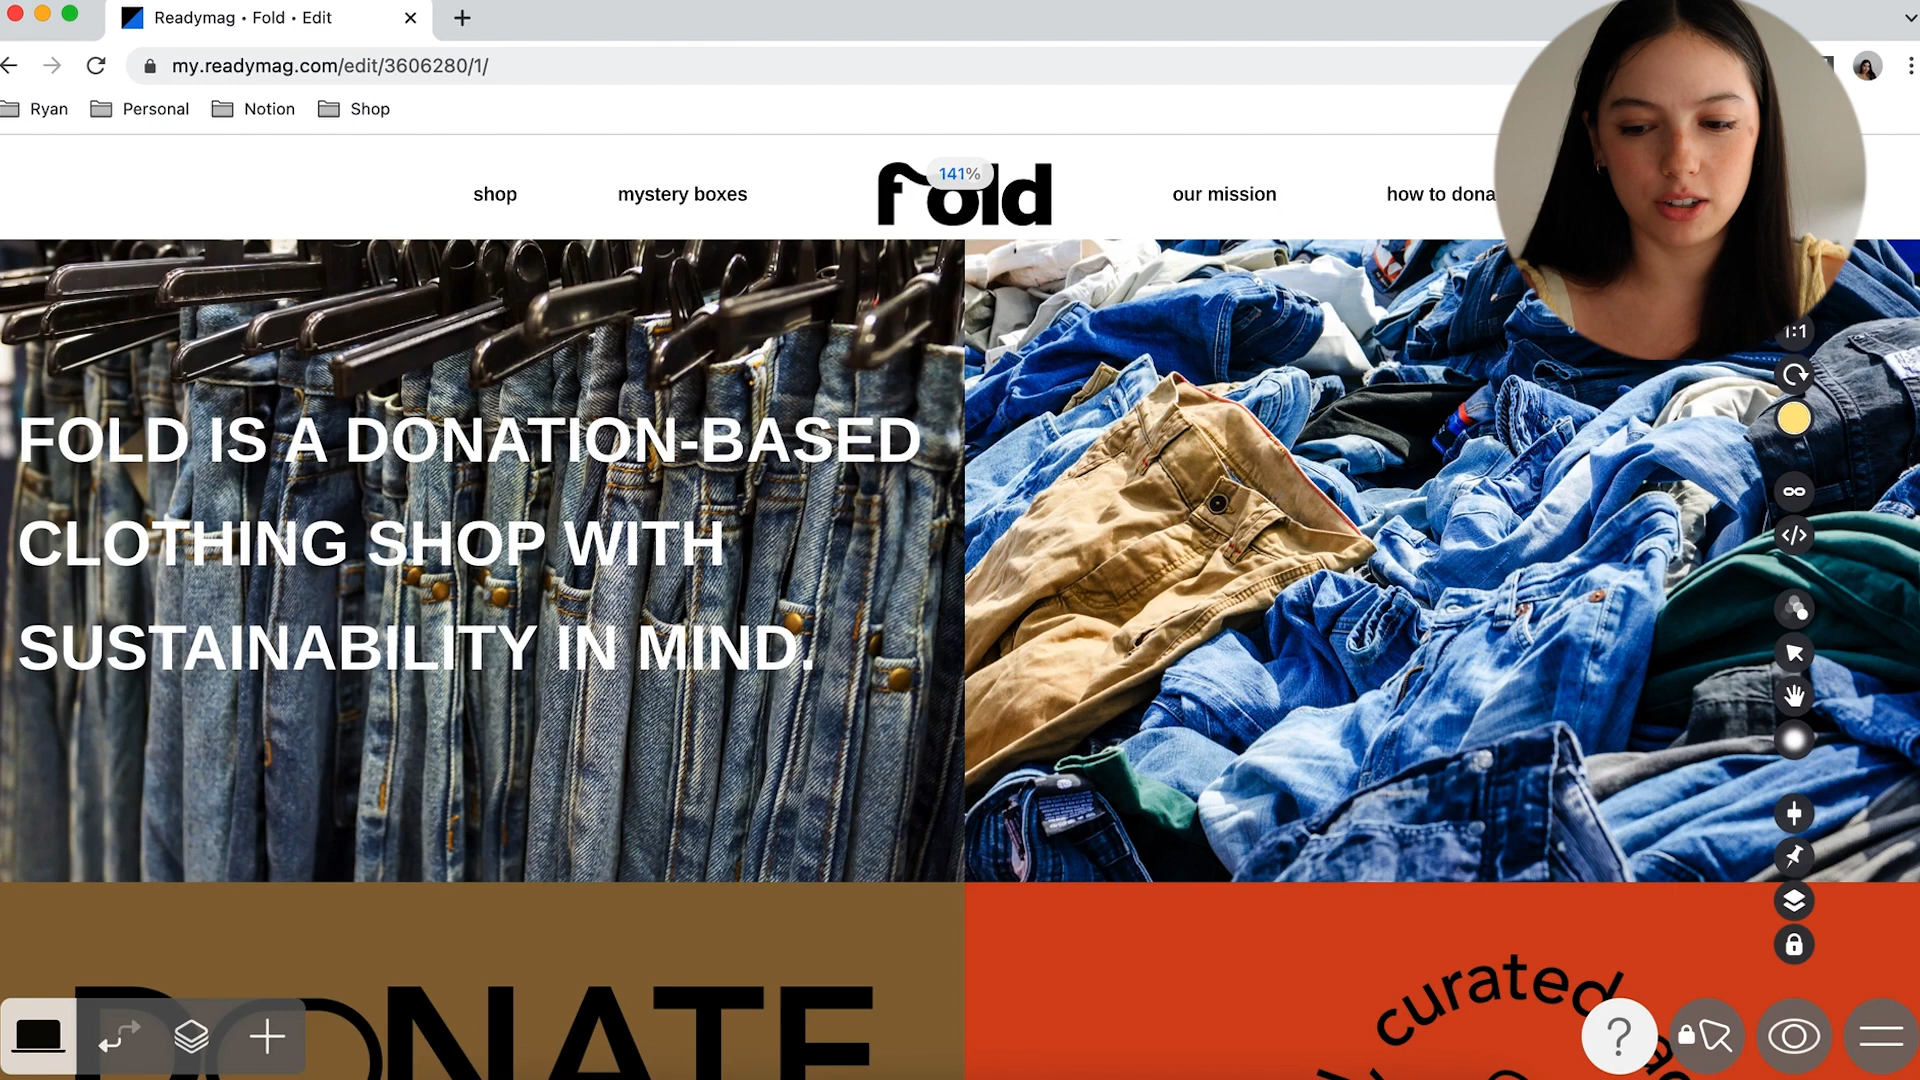 Readymag • Fold • Edit
my.readymag.com/edit/3606280/1/
Ryan Personal Notion Shop
shop mystery boxes fold our mission how to dona
141%
1:1
FOLD IS A DONATION-BASED
CLOTHING SHOP WITH
SUSTAINABILITY IN MIND.
</>
DONATE
curated
?